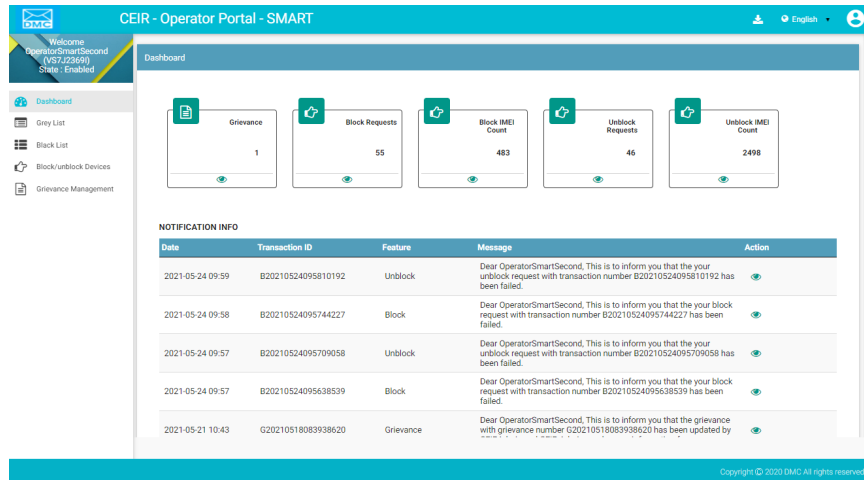 DMC
CEIR - Operator Portal - SMART
English
Welcome
OperatorSmartSecond
(VS7J2369I)
State : Enabled
Dashboard
Grey List
Black List
Block/unblock Devices
Grievance Management
Dashboard
Grievance
1
Block Requests
55
Block IMEI
Count
483
Unblock
Requests
46
Unblock IMEI
Count
2498
NOTIFICATION INFO
Date Transaction ID Feature Message Action
Dear OperatorSmartSecond, This is to inform you that the your
2021-05-24 09:59 B20210524095810192 Unblock unblock request with transaction number B20210524095810192 has
been failed.
Dear OperatorSmartSecond, This is to inform you that the your block
2021-05-24 09:58 B20210524095744227 Block request with transaction number B20210524095744227 has been
failed.
Dear OperatorSmartSecond, This is to inform you that the your
2021-05-24 09:57 B20210524095709058 Unblock unblock request with transaction number B20210524095709058 has
been failed.
Dear OperatorSmartSecond, This is to inform you that the your block
2021-05-24 09:57 B20210524095638539 Block request with transaction number B20210524095638539 has been
failed.
Dear OperatorSmartSecond, This is to inform you that the grievance
2021-05-21 10:43 G20210518083938620 Grievance with grievance number G20210518083938620 has been updated by
Copyright © 2020 DMC All rights reserved